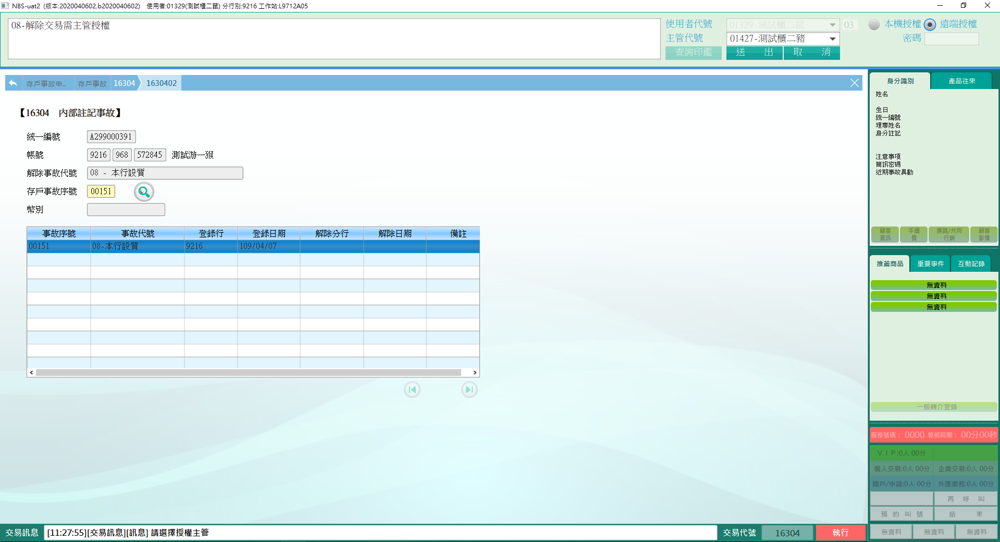 NBS-uat2 (版本:2020040602.b2020040602) 使用者:01329(測試櫃二鼠) 分行別:9216 工作站:L9712A05
08-解除交易需主管授權
使用者代號 01329-測試櫃二鼠 03 本機授權 遠端授權
主管代號 01427-測試櫃二豬 密碼
查詢印鑑 送 出 取 消
存戶事故申.. 存戶事故 16304 1630402
【16304 內部註記事故】
統一編號 A299000391
帳號 9216 968 572845 測試游一猴
解除事故代號 08 - 本行設質
存戶事故序號 00151
幣別
事故序號 事故代號 登錄行 登錄日期 解除分行 解除日期 備註
00151 08-本行設質 9216 109/04/07
身分識別 產品往來
姓名
生日
統一編號
理專姓名
身分註記
注意事項
簡訊密碼
近期事故異動
顧客資訊 手續費 通路/共同行銷 顧客影像
推薦商品 重要事件 互動記錄
無資料
無資料
無資料
一般轉介登錄
服務號碼： 0000 等候時間： 00分00秒
ＶＩＰ:0人 00分
個人交易:0人 00分 企業交易:0人 00分
開戶/申請:0人 00分 外匯業務:0人 00分
再 呼 叫
預 約 叫 號 結 束
無資料 無資料 無資料
交易訊息 [11:27:55][交易訊息][訊息] 請選擇授權主管 交易代號 16304 執行